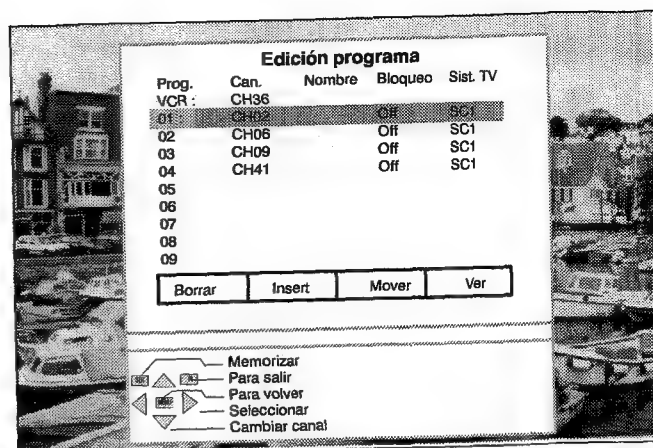 Edición programa
Prog. Can. Nombre Bloqueo Sist. TV
VCR : CH36
01 CH02 Off SC1
02 CH06 Off SC1
03 CH09 Off SC1
04 CH41 Off SC1
05
06
07
08
09
Borrar Insert Mover Ver
Memorizar
Para salir
Para volver
Seleccionar
Cambiar canal